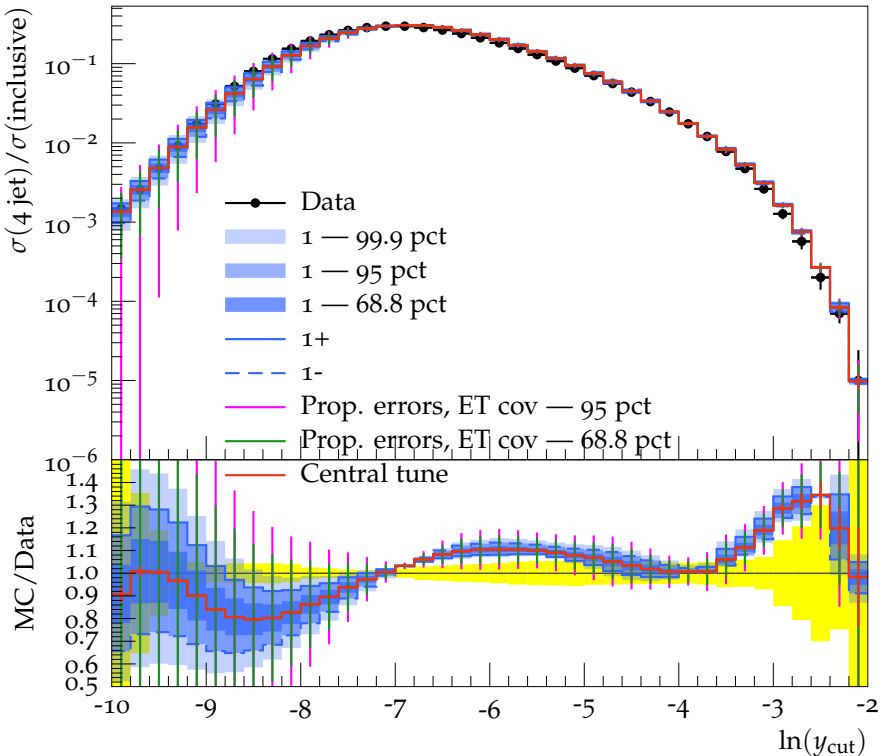 σ(4 jet)/σ(inclusive)
10⁻¹
10⁻²
10⁻³
10⁻⁴
10⁻⁵
10⁻⁶
Data
1 — 99.9 pct
1 — 95 pct
1 — 68.8 pct
1+
1-
Prop. errors, ET cov — 95 pct
Prop. errors, ET cov — 68.8 pct
Central tune
MC/Data
1.4
1.3
1.2
1.1
1.0
0.9
0.8
0.7
0.6
0.5
-10 -9 -8 -7 -6 -5 -4 -3 -2
ln(y_cut)